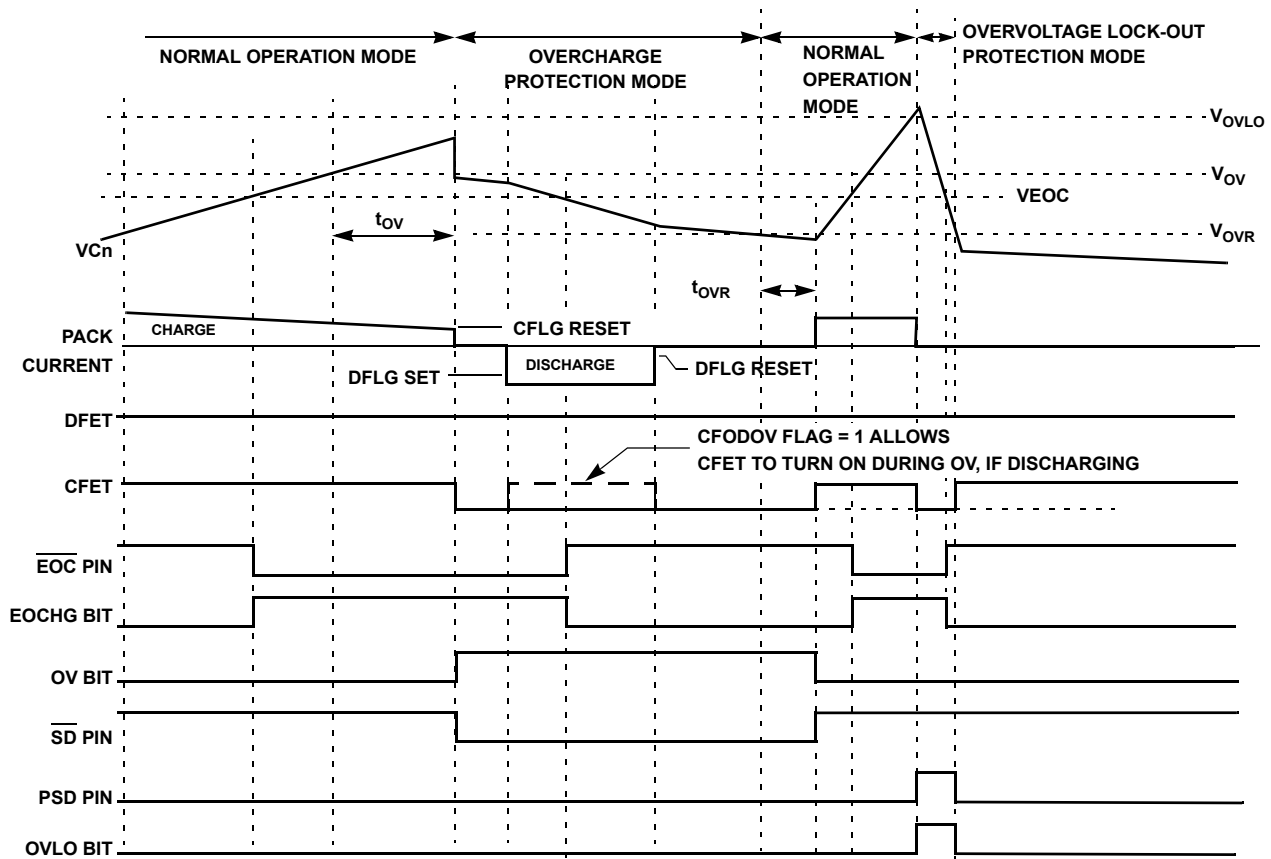 NORMAL OPERATION MODE
OVERCHARGE
PROTECTION MODE
NORMAL
OPERATION
MODE
OVERVOLTAGE LOCK-OUT
PROTECTION MODE
VOVLO
VOV
VEOC
VOVR
VCn
tOV
tOVR
PACK
CURRENT
CHARGE
CFLG RESET
DFLG SET
DISCHARGE
DFLG RESET
DFET
CFODOV FLAG = 1 ALLOWS
CFET TO TURN ON DURING OV, IF DISCHARGING
CFET
EOC PIN
EOCHG BIT
OV BIT
SD PIN
PSD PIN
OVLO BIT